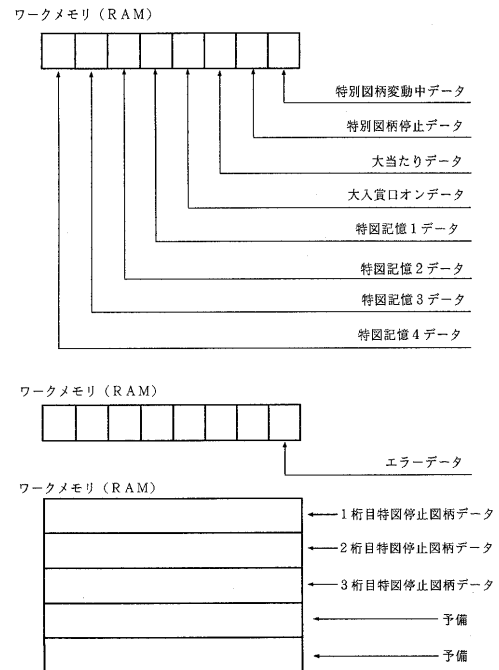 ワークメモリ（RAM）
特別図柄変動中データ
特別図柄停止データ
大当たりデータ
大入賞口オンデータ
特図記憶1データ
特図記憶2データ
特図記憶3データ
特図記憶4データ
ワークメモリ（RAM）
エラーデータ
ワークメモリ（RAM）
1桁目特図停止図柄データ
2桁目特図停止図柄データ
3桁目特図停止図柄データ
予備
予備